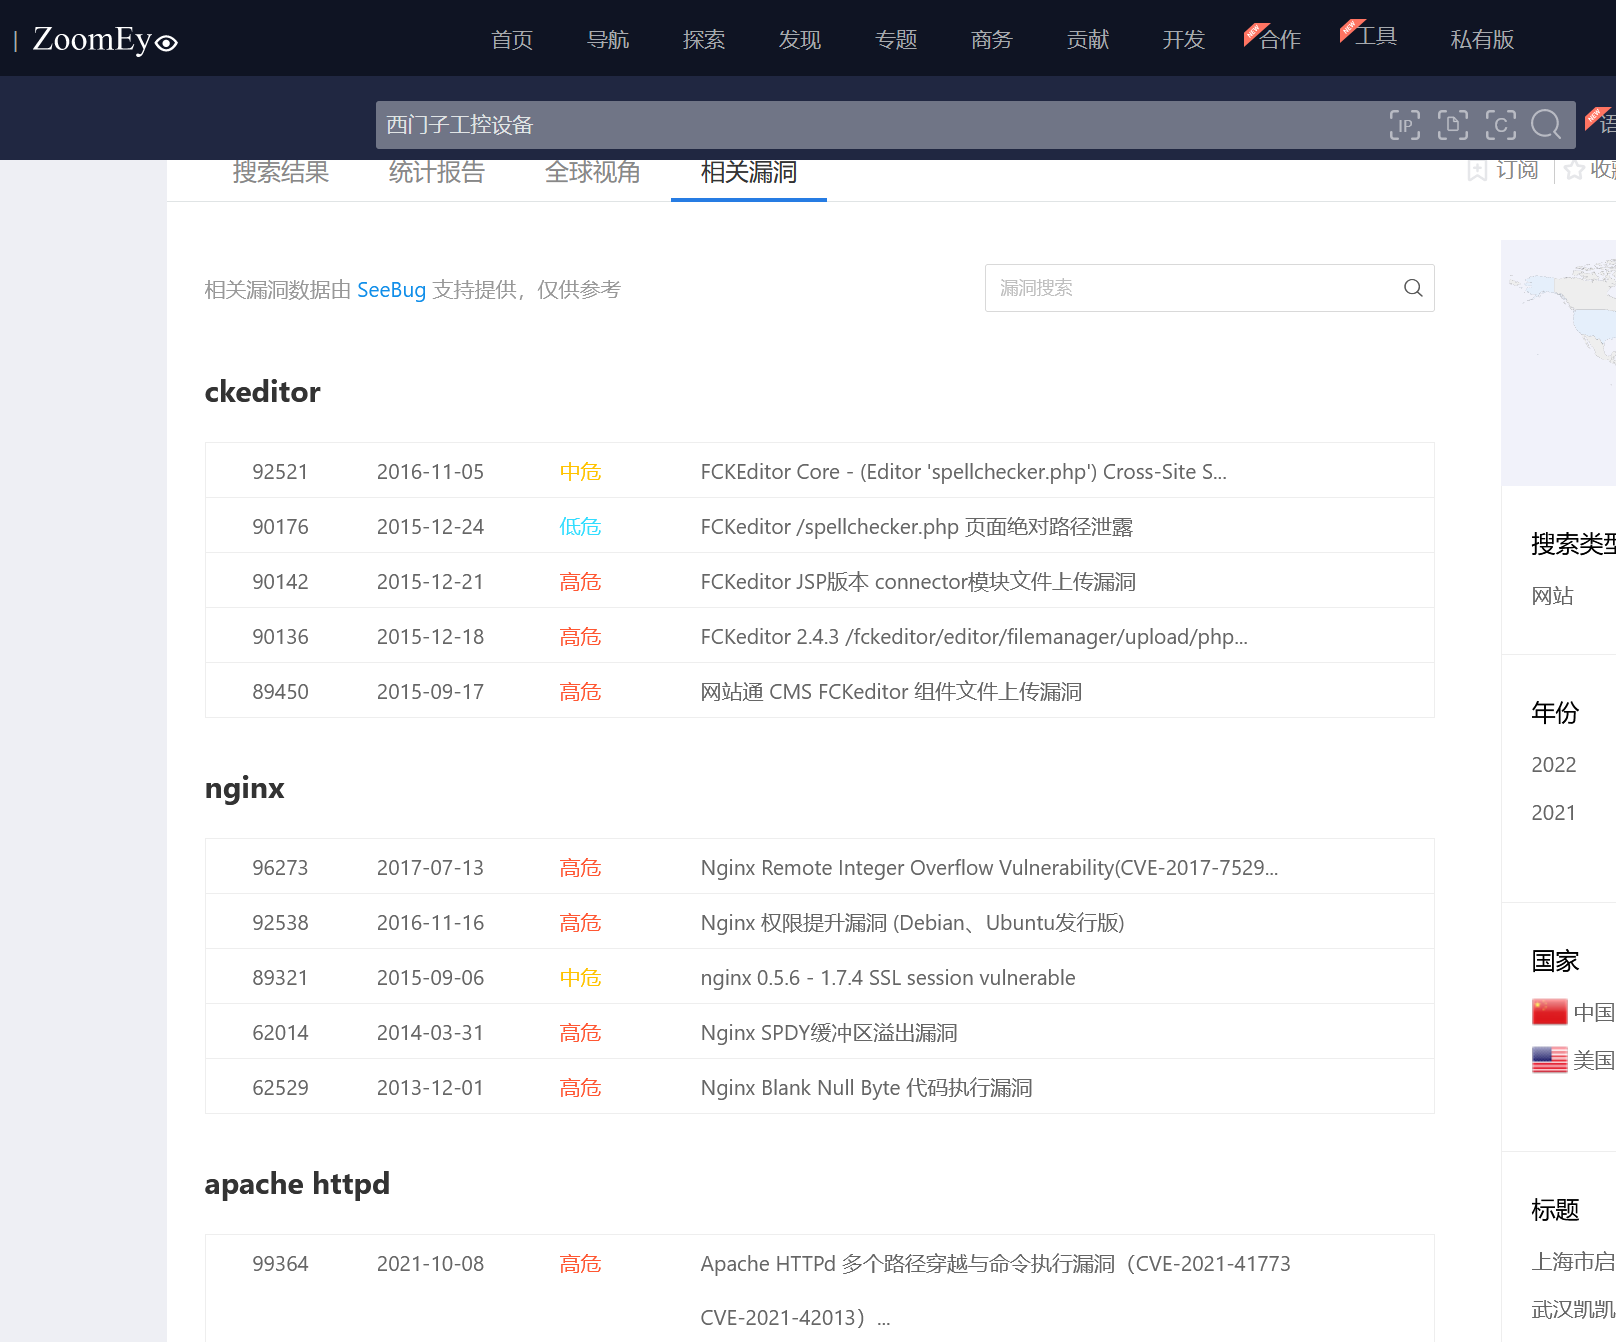 | ZoomEye
首页 导航 探索 发现 专题 商务 贡献 开发 NEW 合作 NEW 工具 私有版
西门子工控设备 IP C NEW 语
搜索结果 统计报告 全球视角 相关漏洞 订阅
相关漏洞数据由 SeeBug 支持提供，仅供参考 漏洞搜索
ckeditor
92521 2016-11-05 中危 FCKEditor Core - (Editor 'spellchecker.php') Cross-Site S...
90176 2015-12-24 低危 FCKeditor /spellchecker.php 页面绝对路径泄露
90142 2015-12-21 高危 FCKeditor JSP版本 connector模块文件上传漏洞
90136 2015-12-18 高危 FCKeditor 2.4.3 /fckeditor/editor/filemanager/upload/php...
89450 2015-09-17 高危 网站通 CMS FCKeditor 组件文件上传漏洞
nginx
96273 2017-07-13 高危 Nginx Remote Integer Overflow Vulnerability(CVE-2017-7529...
92538 2016-11-16 高危 Nginx 权限提升漏洞 (Debian、Ubuntu发行版)
89321 2015-09-06 中危 nginx 0.5.6 - 1.7.4 SSL session vulnerable
62014 2014-03-31 高危 Nginx SPDY缓冲区溢出漏洞
62529 2013-12-01 高危 Nginx Blank Null Byte 代码执行漏洞
apache httpd
99364 2021-10-08 高危 Apache HTTPd 多个路径穿越与命令执行漏洞（CVE-2021-41773
CVE-2021-42013）...
搜索类型
网站
年份
2022
2021
国家
中国
美国
标题
上海市启
武汉凯凯